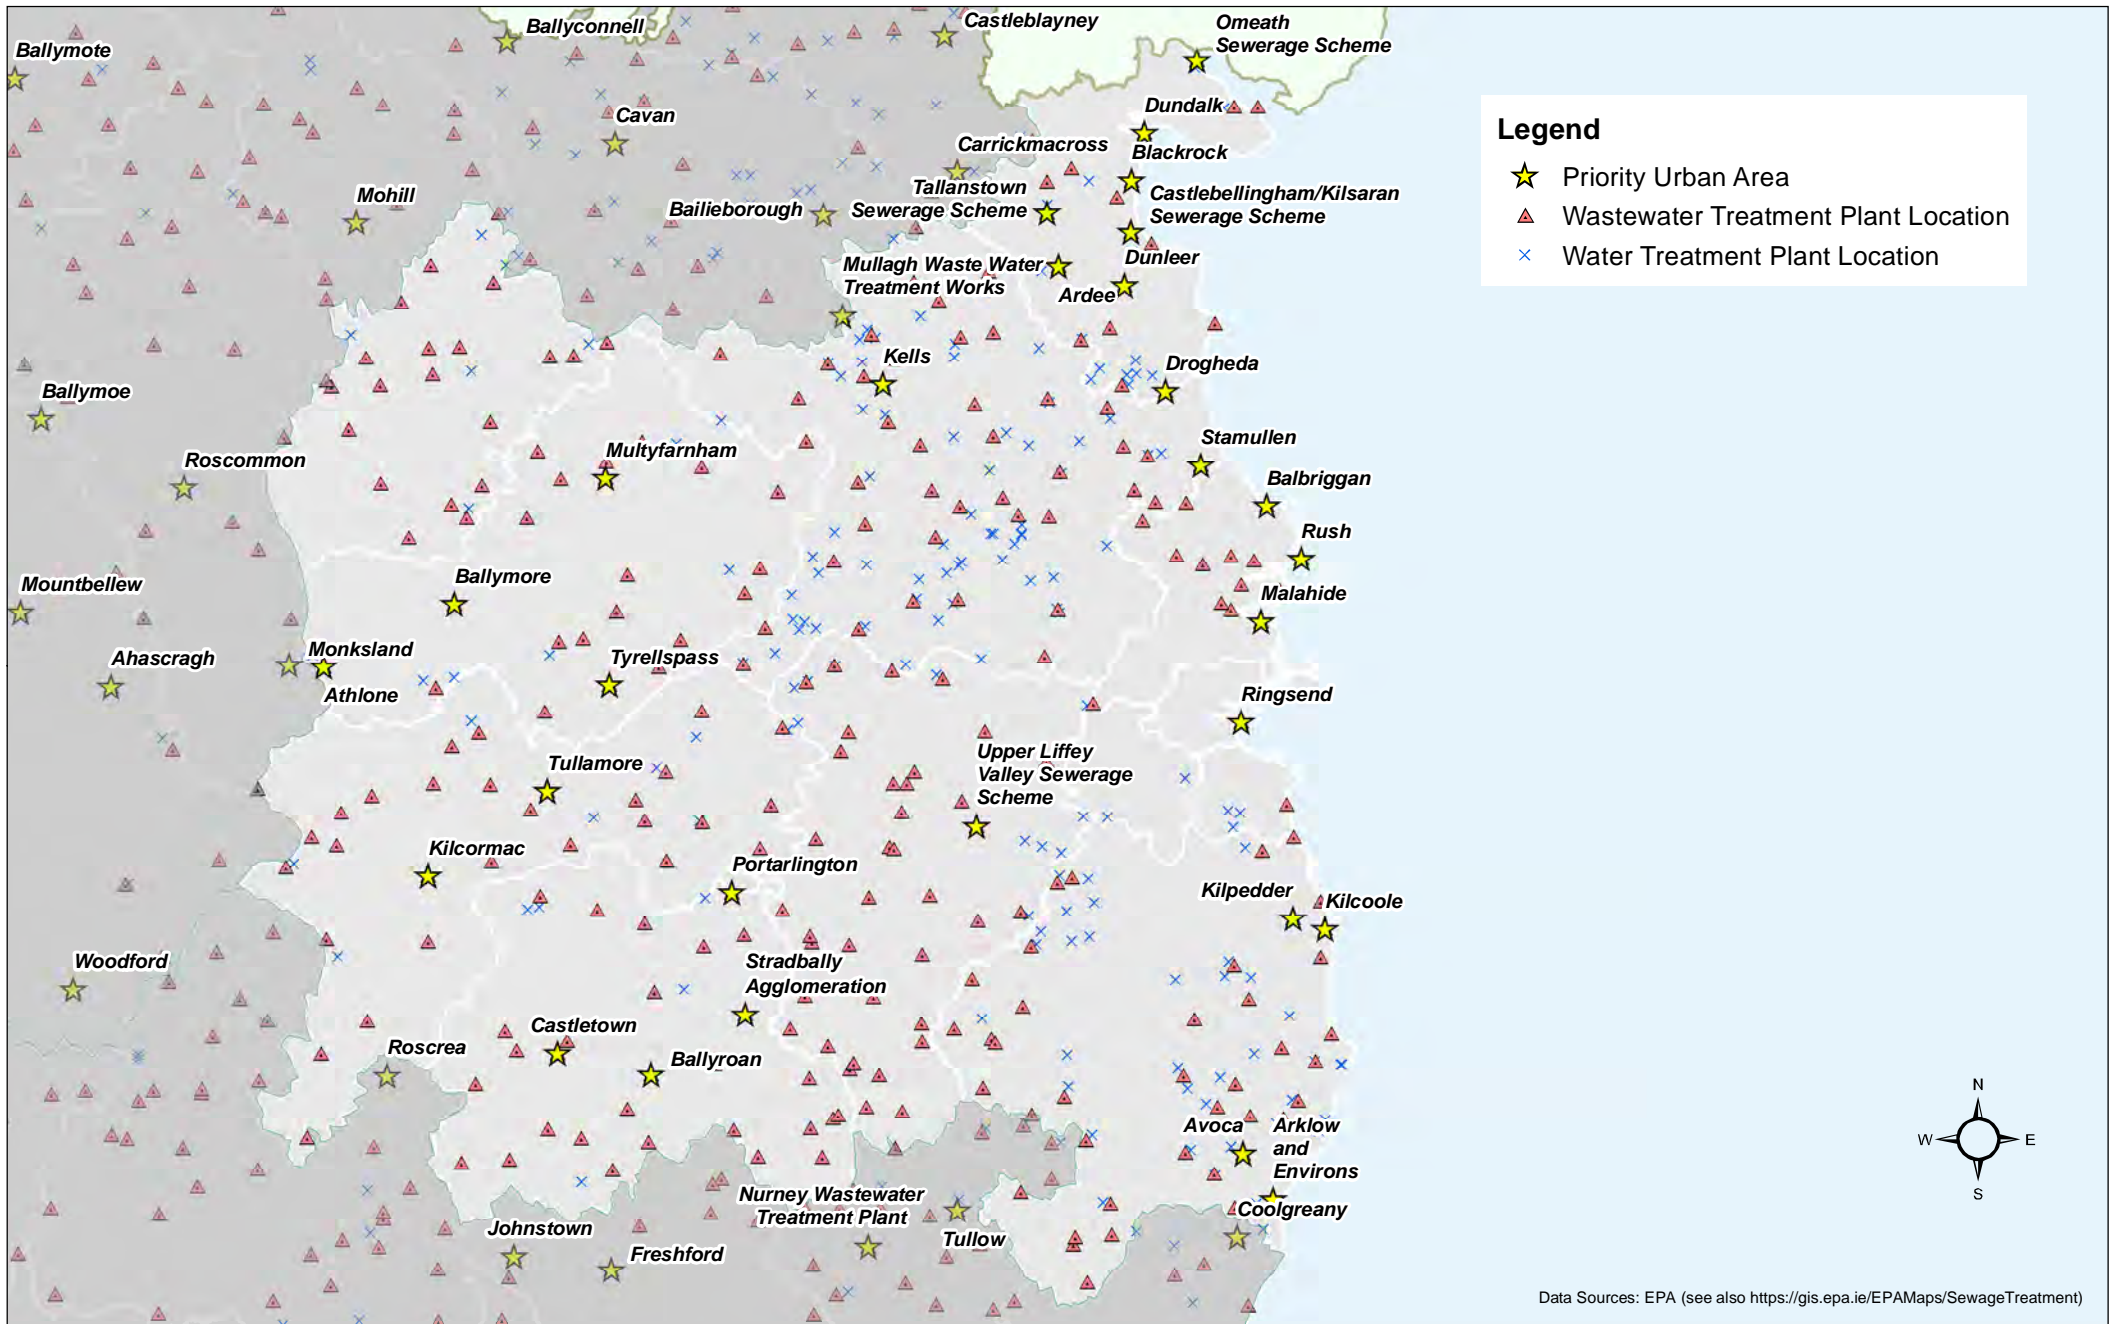 Ballymote
Ballyconnell
Castleblayney
Omeath
Sewerage Scheme
Legend
Priority Urban Area
Wastewater Treatment Plant Location
Water Treatment Plant Location
Cavan
Dundalk
Carrickmacross
Blackrock
Mohill
Bailieborough
Tallanstown
Sewerage Scheme
Castlebellingham/Kilsaran
Sewerage Scheme
Mullagh Waste Water
Treatment Works
Dunleer
Ardee
Kells
Drogheda
Ballymoe
Roscommon
Multyfarnham
Stamullen
Balbriggan
Rush
Mountbellew
Ballymore
Malahide
Ahascragh
Monksland
Athlone
Tyrellspass
Ringsend
Tullamore
Upper Liffey
Valley Sewerage
Scheme
Kilcormac
Portarlington
Kilpedder
Kilcoole
Woodford
Stradbally
Agglomeration
Castletown
Roscrea
Ballyroan
Avoca
Arklow
and
Environs
Coolgreany
Nurney Wastewater
Treatment Plant
Tullow
Johnstown
Freshford
N
W
E
S
Data Sources: EPA (see also https://gis.epa.ie/EPAMaps/SewageTreatment)